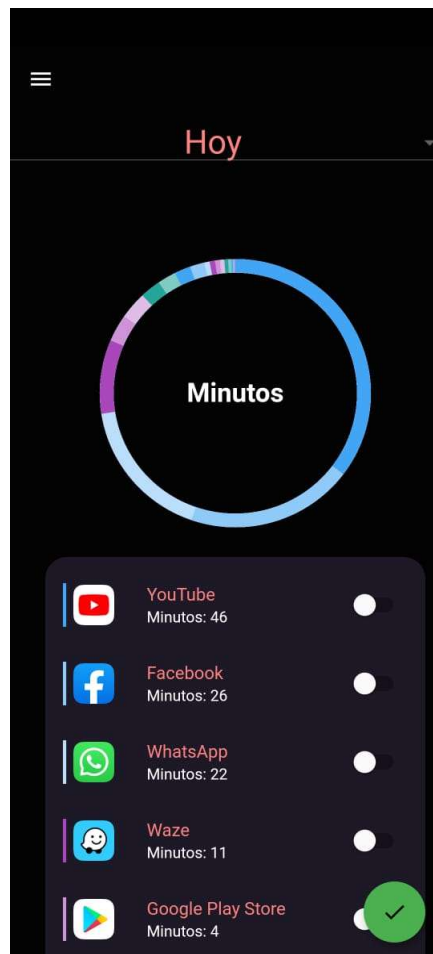 Hoy
Minutos
YouTube
Minutos: 46
Facebook
Minutos: 26
WhatsApp
Minutos: 22
Waze
Minutos: 11
Google Play Store
Minutos: 4